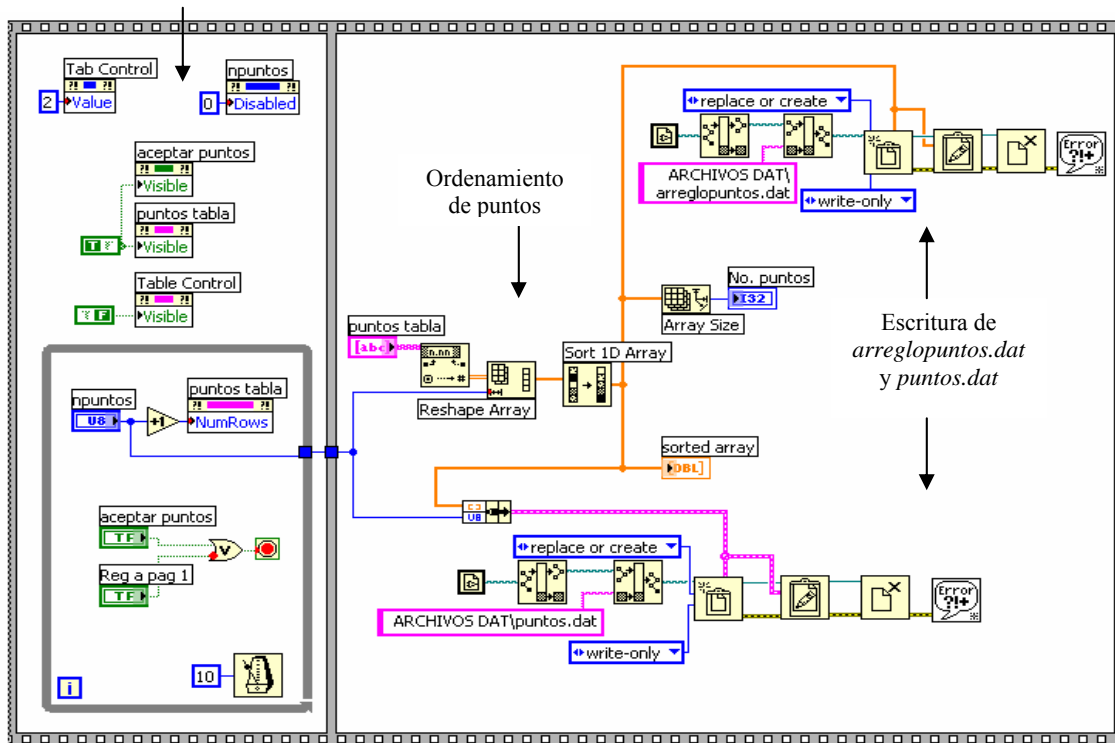 Tab Control
2
Value
npuntos
0
Disabled
aceptar puntos
Visible
puntos tabla
T
Visible
Table Control
F
Visible
npuntos
U8
+1
puntos tabla
NumRows
aceptar puntos
TF
Reg a pag 1
TF
V
i
10
Ordenamiento
de puntos
puntos tabla
[abc]
n.nn
#
Reshape Array
Sort 1D Array
Array Size
No. puntos
I32
sorted array
DBL]
U8
replace or create
ARCHIVOS DAT\
arreglopuntos.dat
write-only
Error
?!+
Escritura de
arreglopuntos.dat
y puntos.dat
replace or create
ARCHIVOS DAT\puntos.dat
write-only
Error
?!+